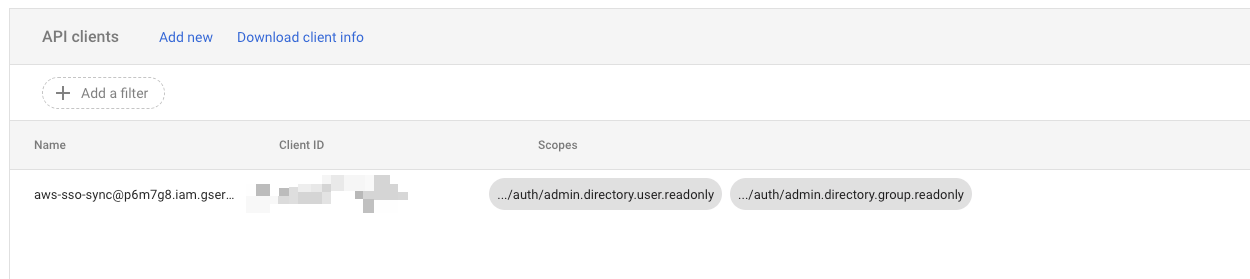 API clients Add new Download client info
Add a filter
Name Client ID Scopes
aws-sso-sync@p6m7g8.iam.gser... .../auth/admin.directory.user.readonly .../auth/admin.directory.group.readonly